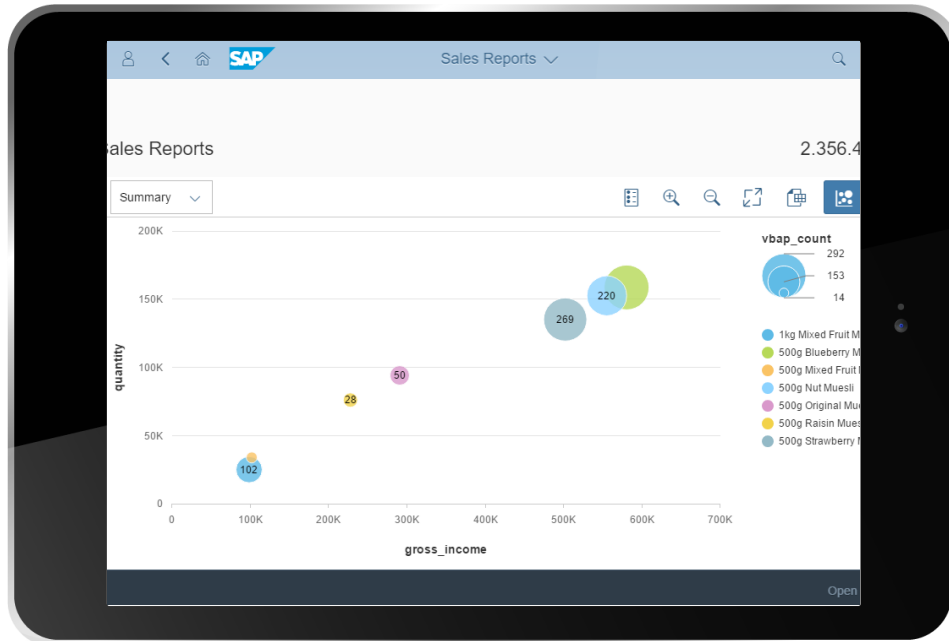 SAP
Sales Reports
ales Reports
2.356.4
Summary
200K
150K
100K
50K
0
quantity
220
269
50
28
102
0 100K 200K 300K 400K 500K 600K 700K
gross_income
vbap_count
292
153
14
1kg Mixed Fruit M
500g Blueberry M
500g Mixed Fruit
500g Nut Muesli
500g Original Mue
500g Raisin Mues
500g Strawberry
Open